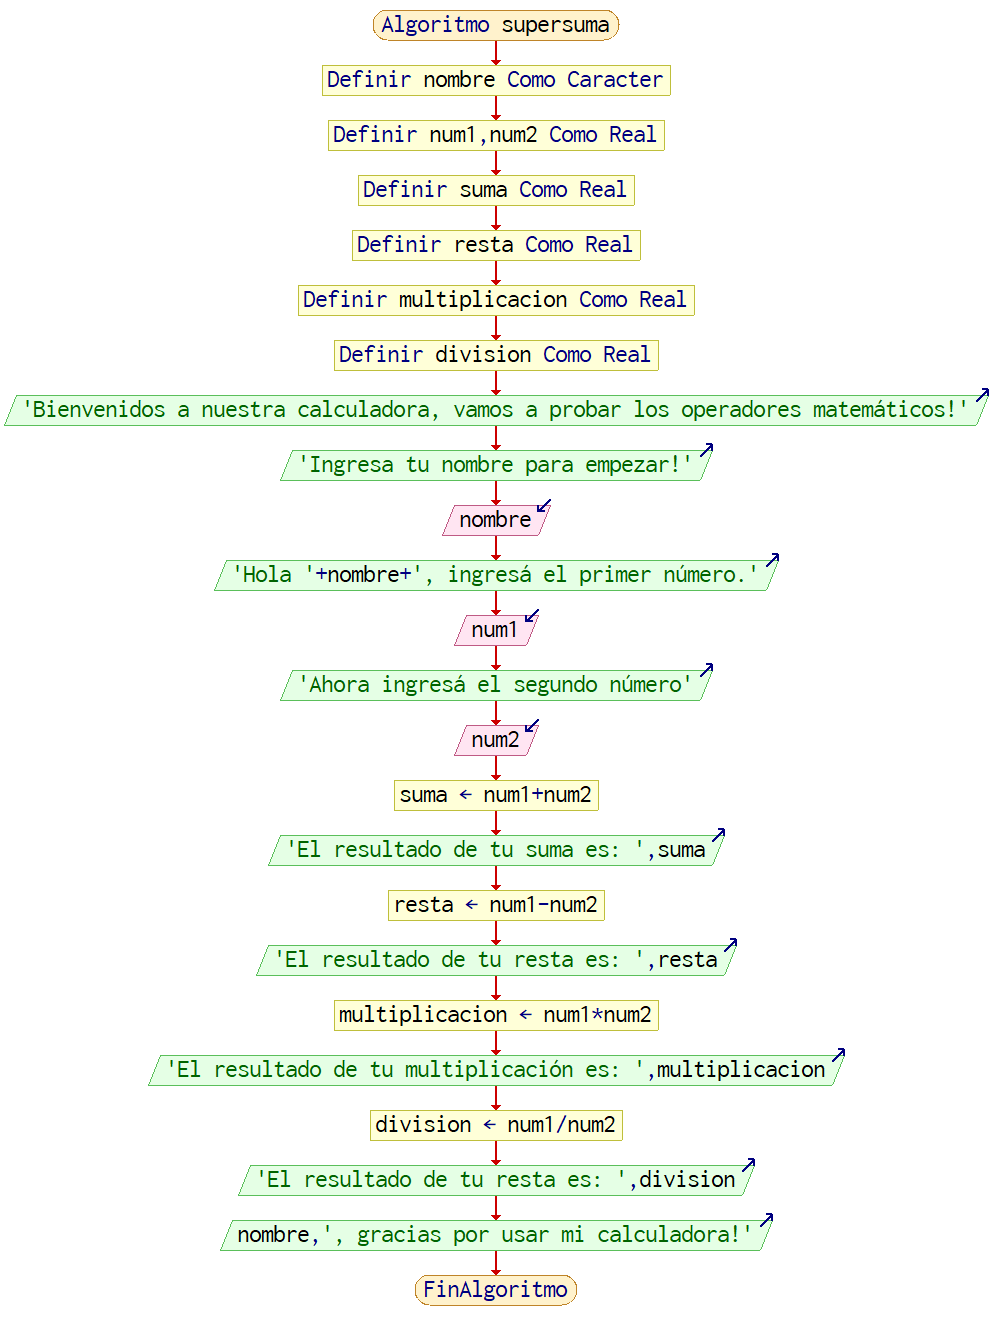 Algoritmo supersuma
Definir nombre Como Caracter
Definir num1,num2 Como Real
Definir suma Como Real
Definir resta Como Real
Definir multiplicacion Como Real
Definir division Como Real
'Bienvenidos a nuestra calculadora, vamos a probar los operadores matemáticos!'
'Ingresa tu nombre para empezar!'
nombre
'Hola '+nombre+', ingresá el primer número.'
num1
'Ahora ingresá el segundo número'
num2
suma ← num1+num2
'El resultado de tu suma es: ',suma
resta ← num1-num2
'El resultado de tu resta es: ',resta
multiplicacion ← num1*num2
'El resultado de tu multiplicación es: ',multiplicacion
division ← num1/num2
'El resultado de tu resta es: ',division
nombre,', gracias por usar mi calculadora!'
FinAlgoritmo